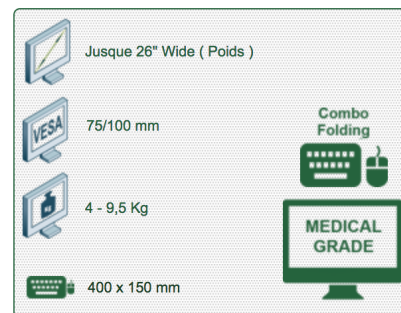 Jusque 26" Wide ( Poids )
VESA
75/100 mm
Combo
Folding
KG
4 - 9,5 Kg
MEDICAL
GRADE
400 x 150 mm